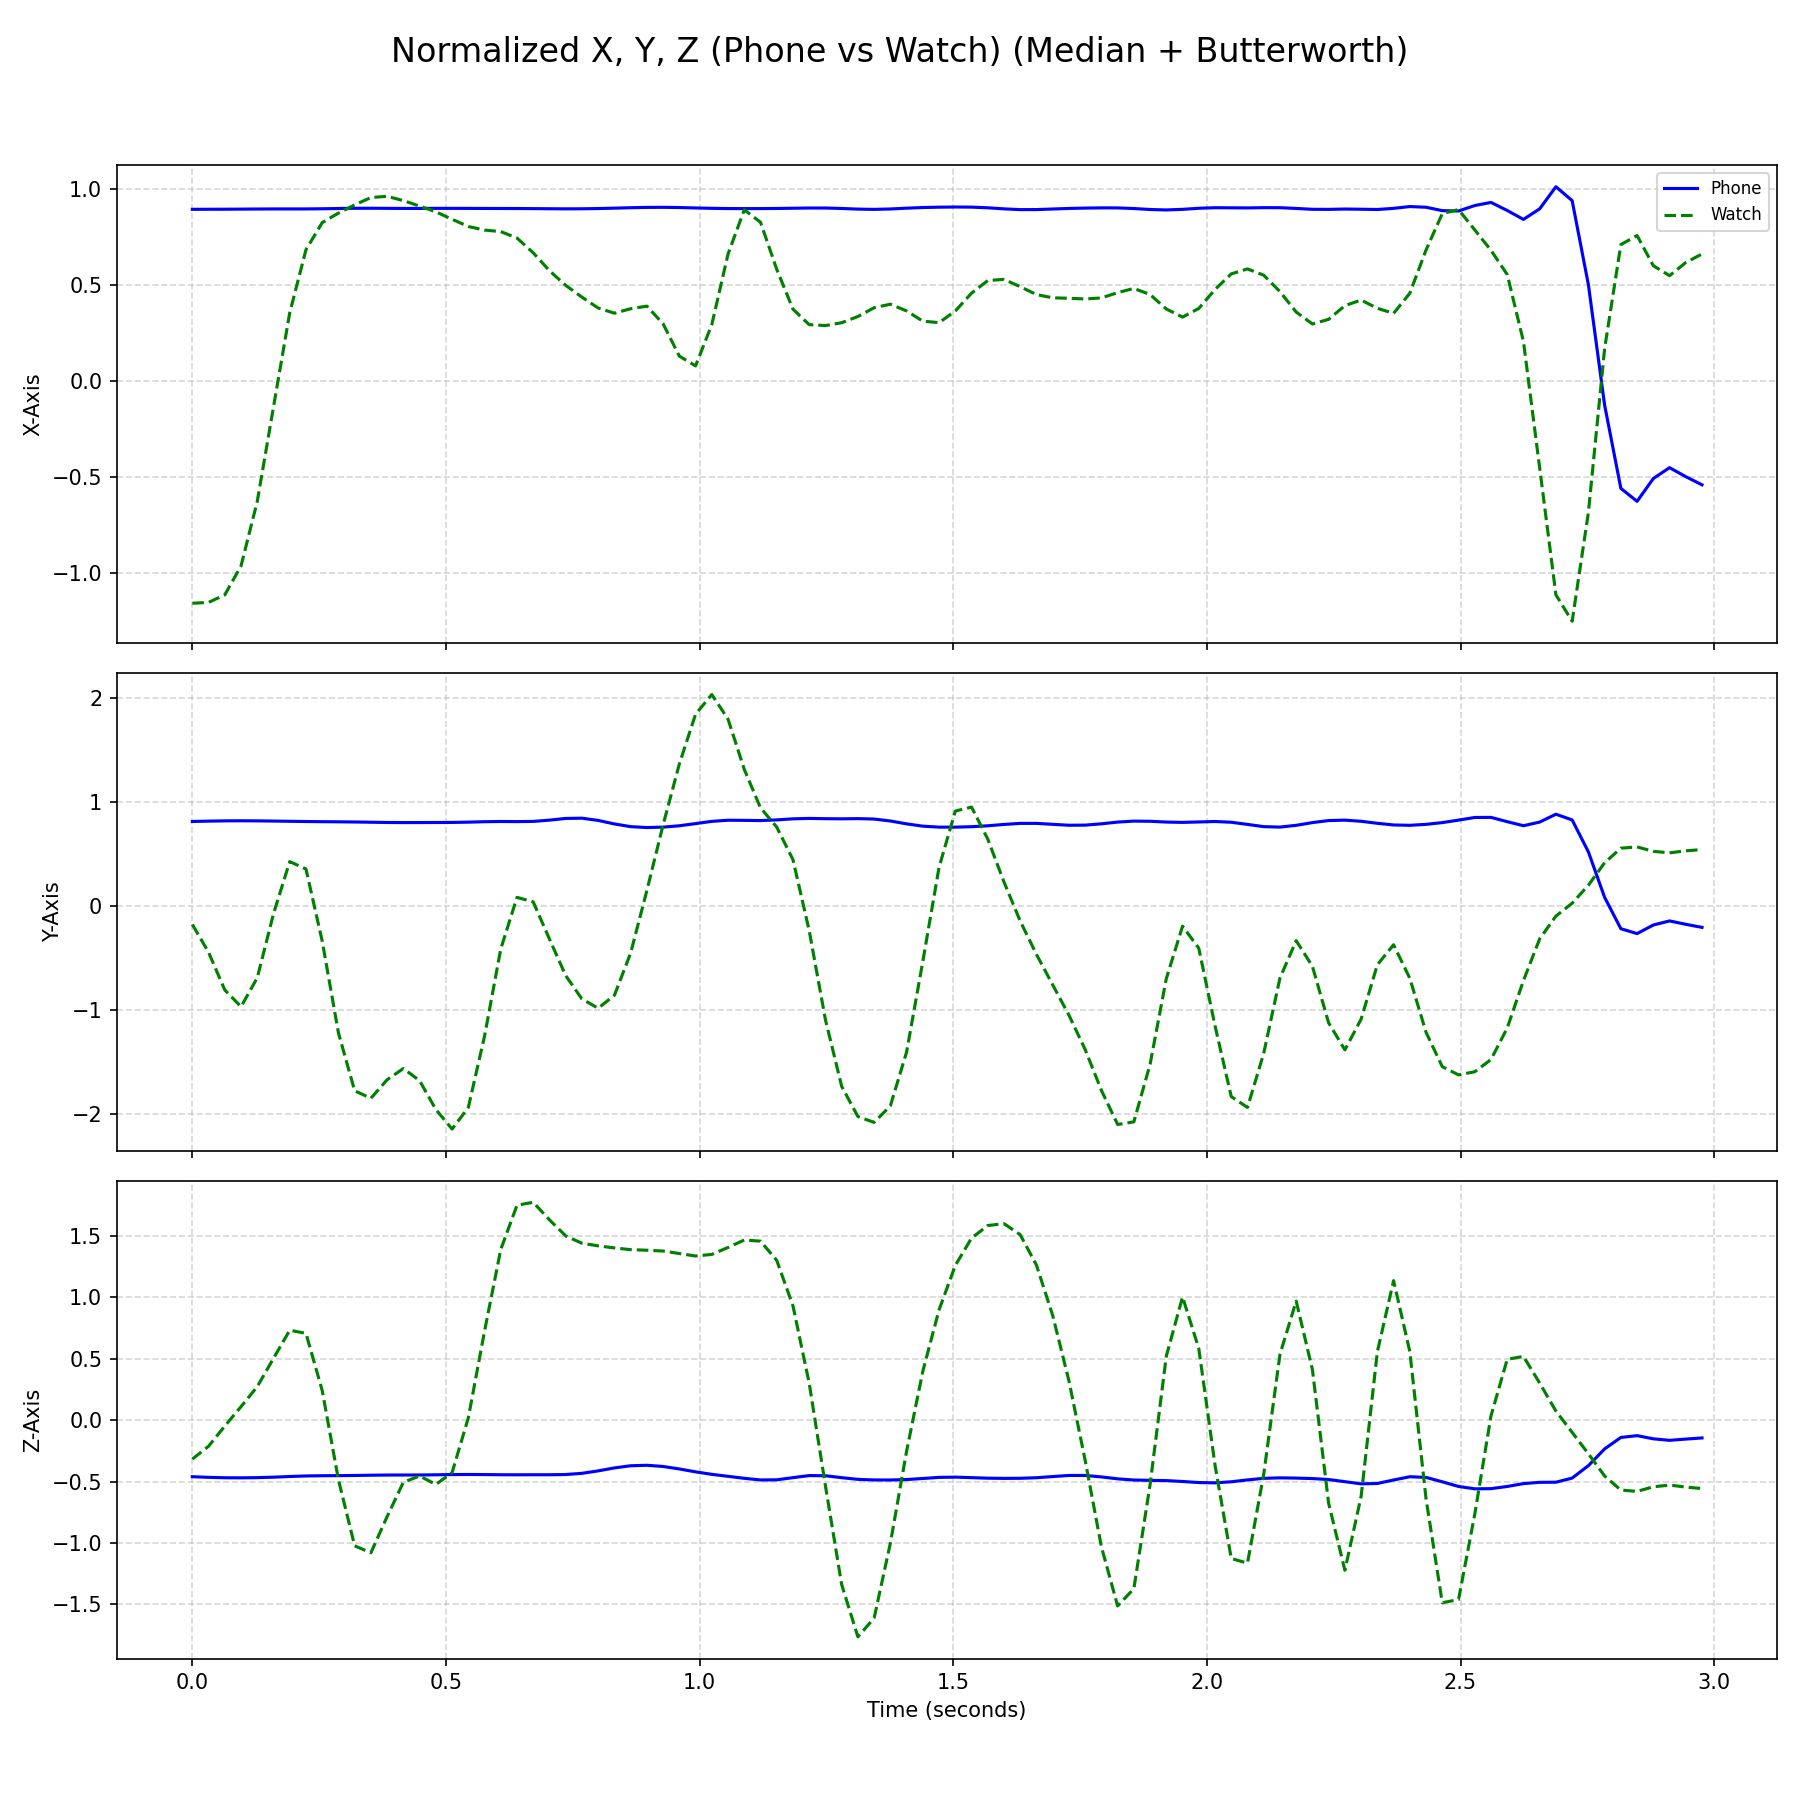 Normalized X, Y, Z (Phone vs Watch) (Median + Butterworth)
Phone
Watch
X-Axis
1.0
0.5
0.0
−0.5
−1.0
Y-Axis
2
1
0
−1
−2
Z-Axis
1.5
1.0
0.5
0.0
−0.5
−1.0
−1.5
0.0 0.5 1.0 1.5 2.0 2.5 3.0
Time (seconds)